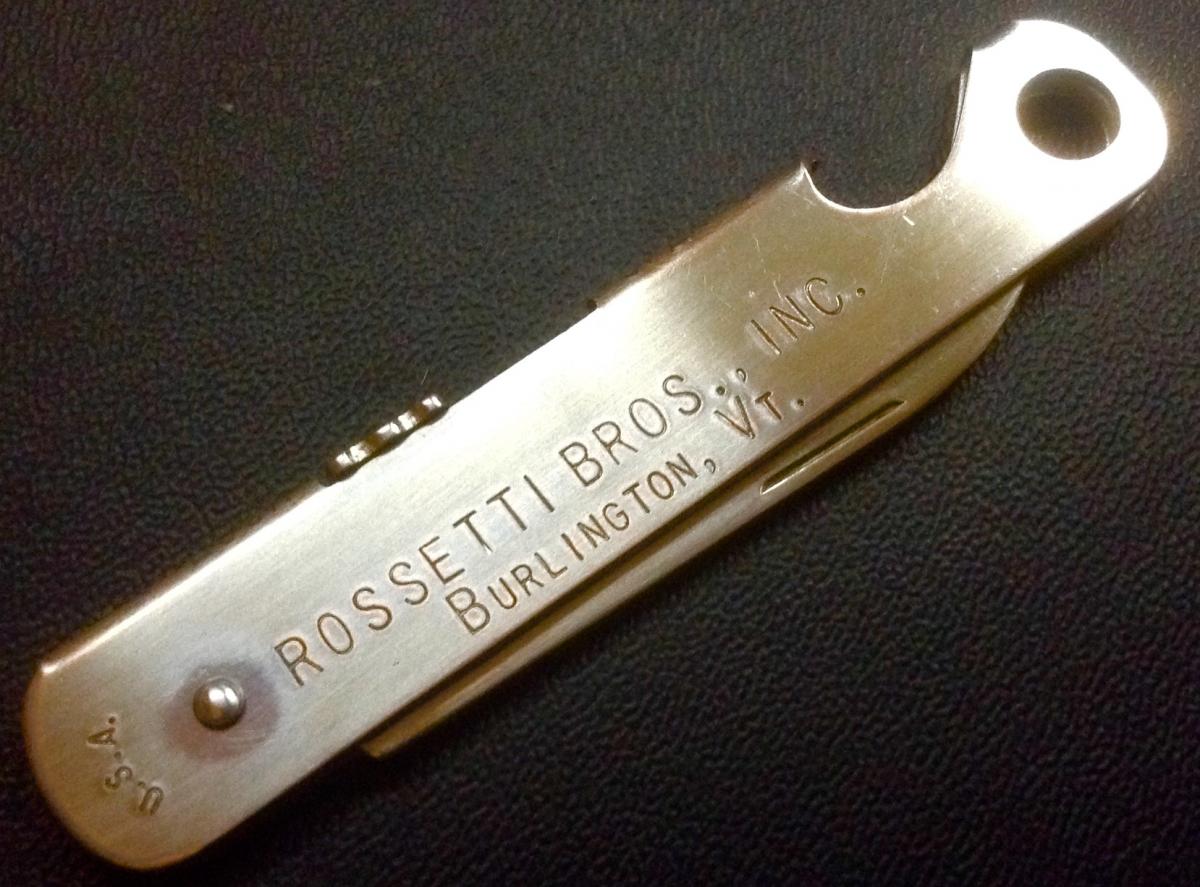 ROSSETTI BROS., INC.
BURLINGTON, VT.
U.S.A.